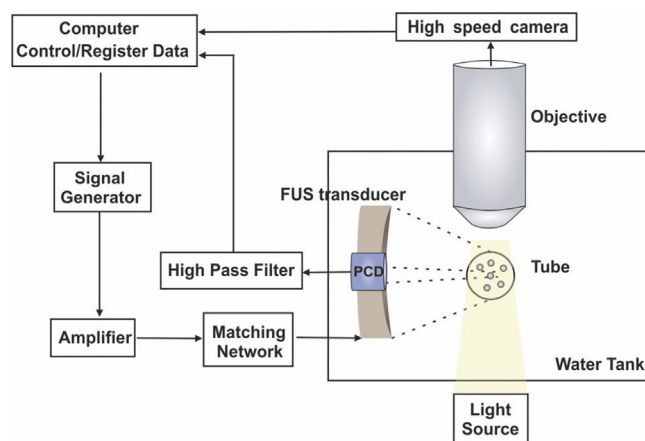 Computer
Control/Register Data
High speed camera
Objective
Signal
Generator
FUS transducer
High Pass Filter
PCD
Tube
Amplifier
Matching
Network
Water Tank
Light
Source